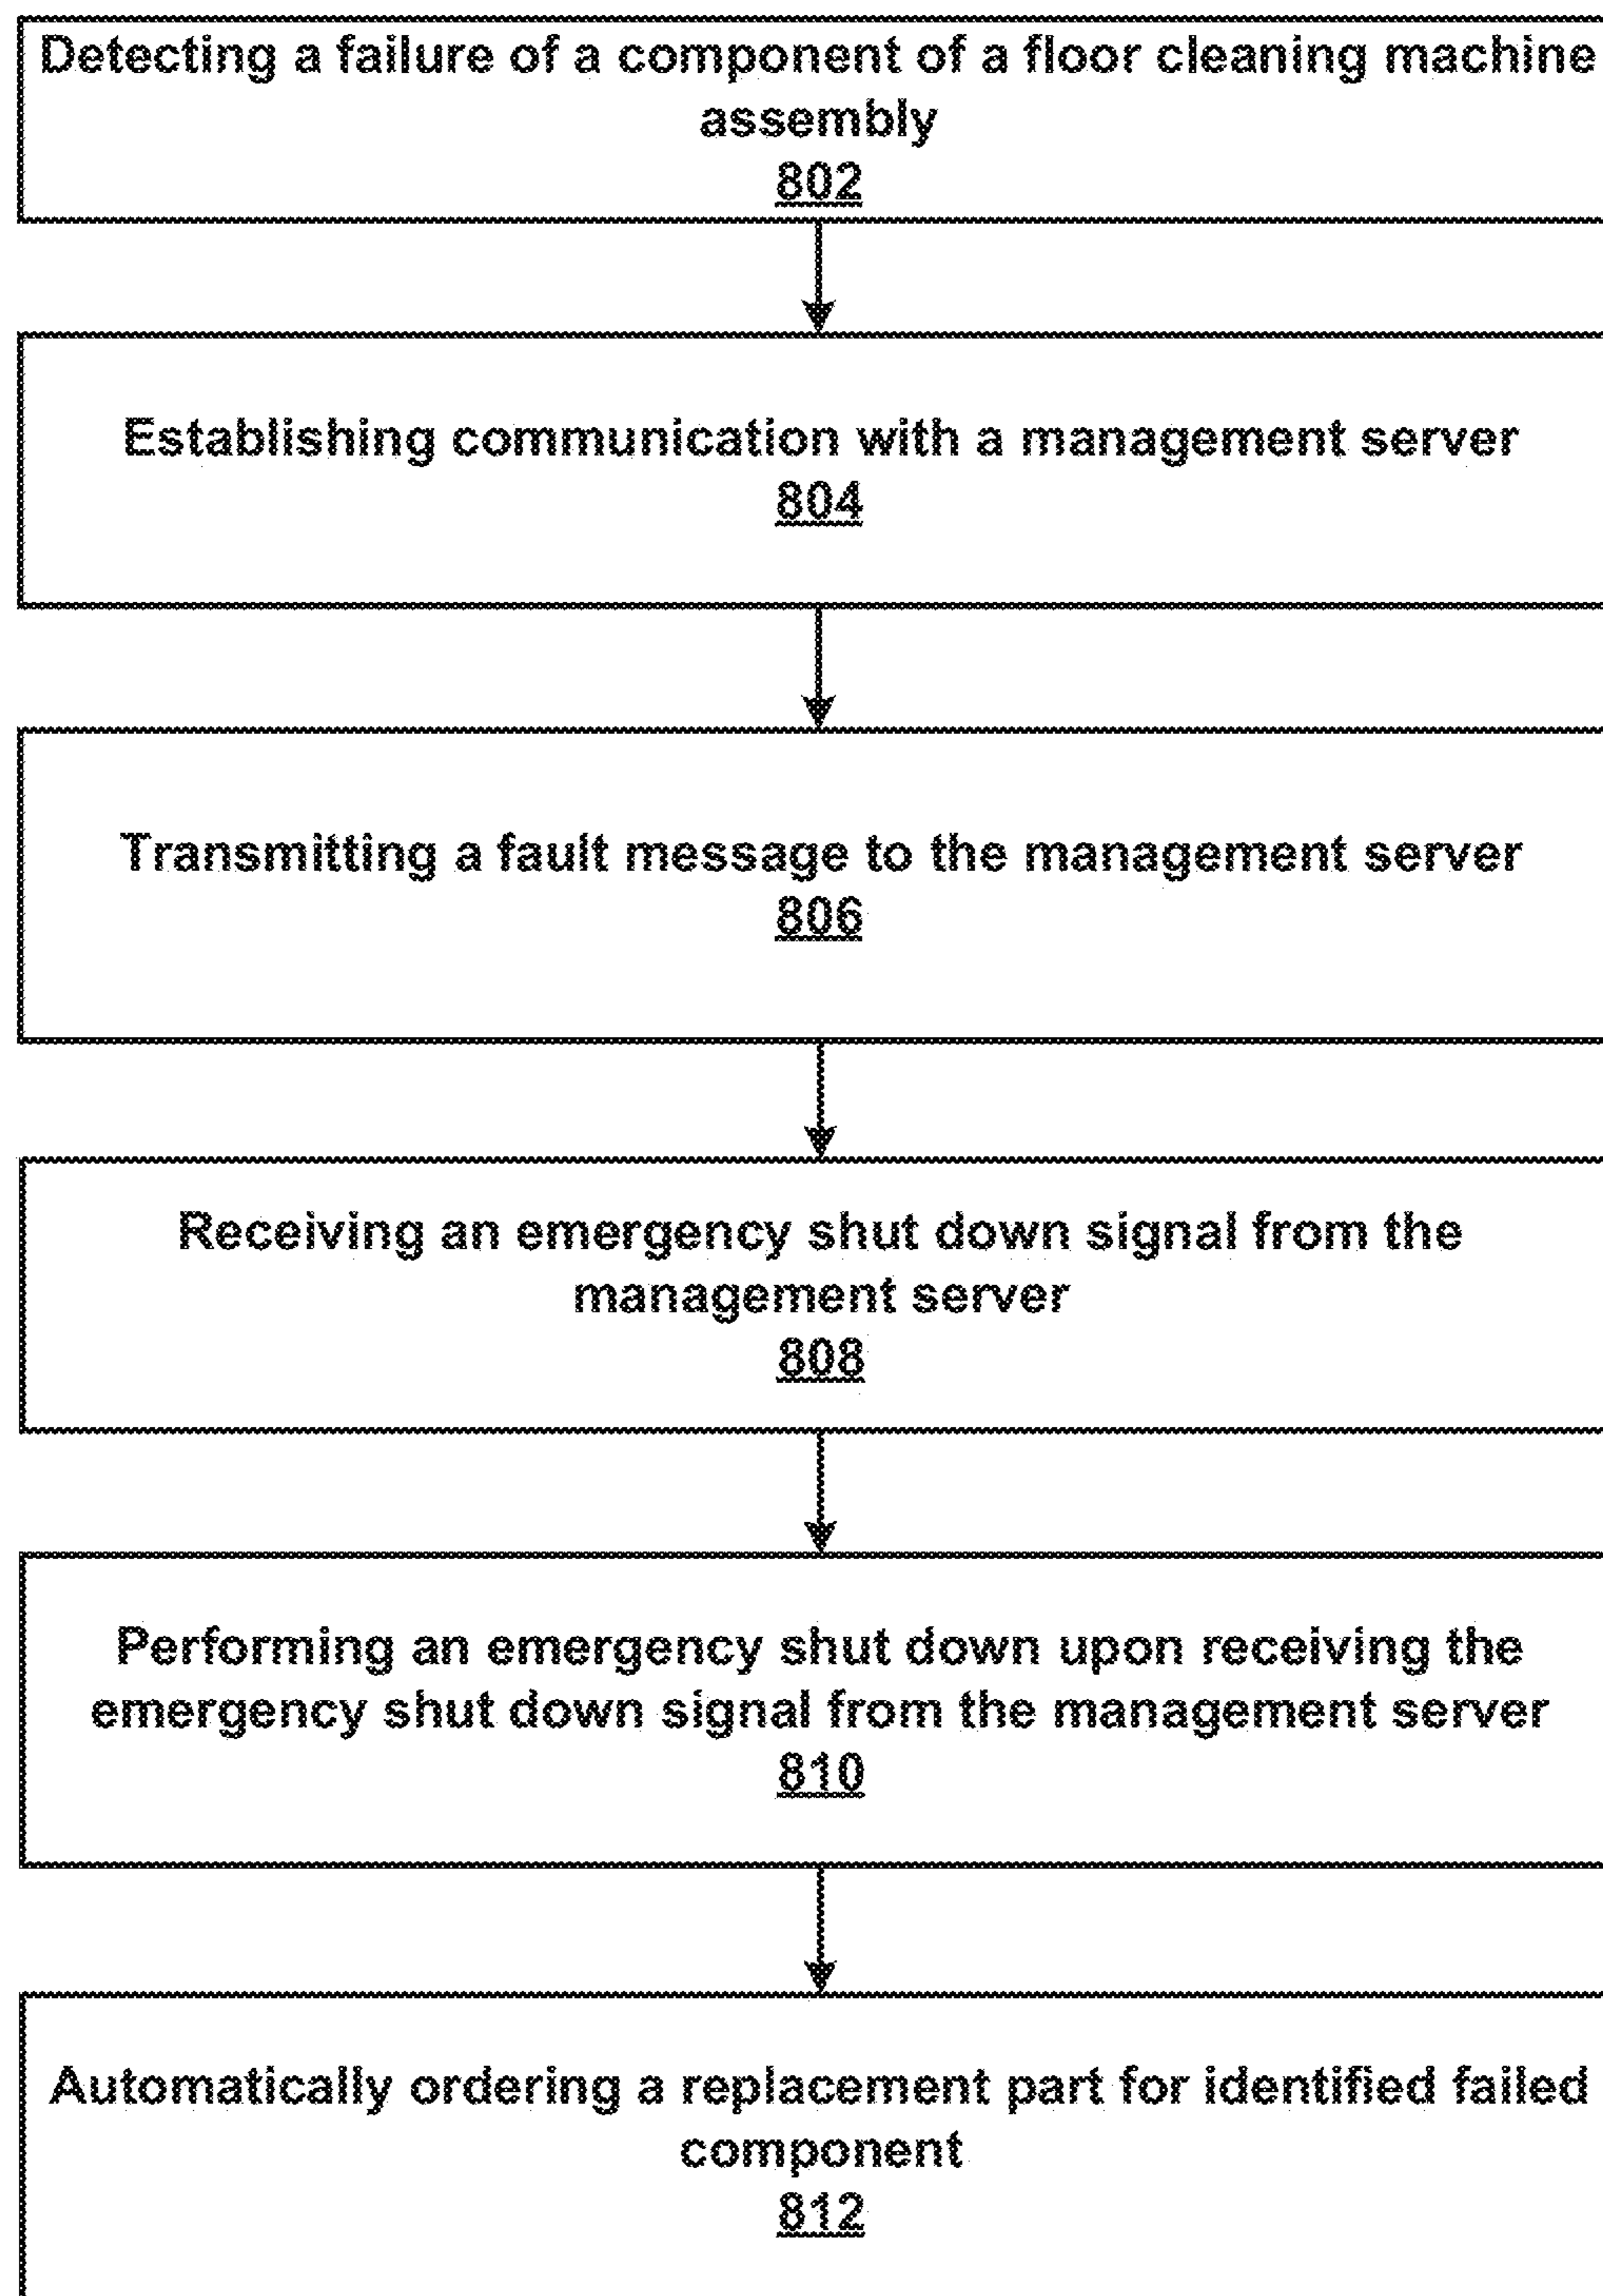 Detecting a failure of a component of a floor cleaning machine
assembly
802
Establishing communication with a management server
804
Transmitting a fault message to the management server
806
Receiving an emergency shut down signal from the
management server
808
Performing an emergency shut down upon receiving the
emergency shut down signal from the management server
810
Automatically ordering a replacement part for identified failed
component
812